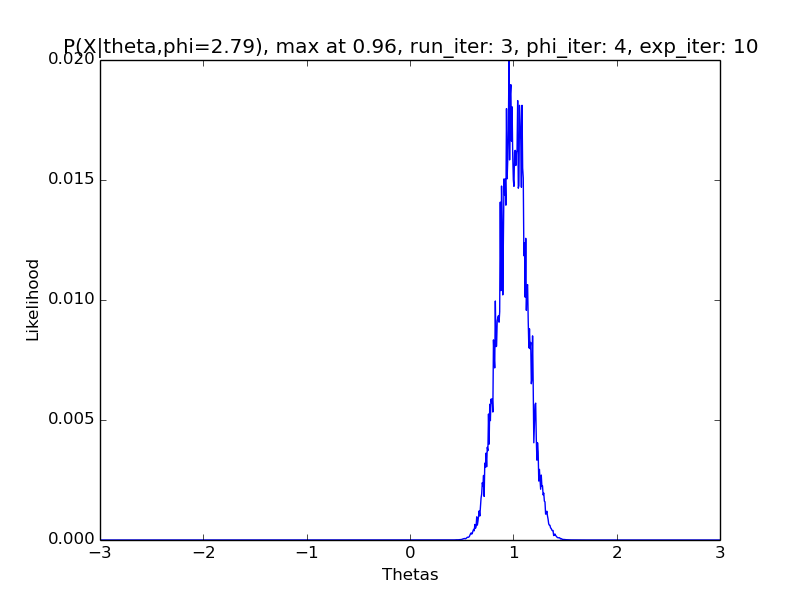 P(X|theta,phi=2.79), max at 0.96, run_iter: 3, phi_iter: 4, exp_iter: 10
0.020
0.015
0.010
0.005
0.000
Likelihood
−3 −2 −1 0 1 2 3
Thetas